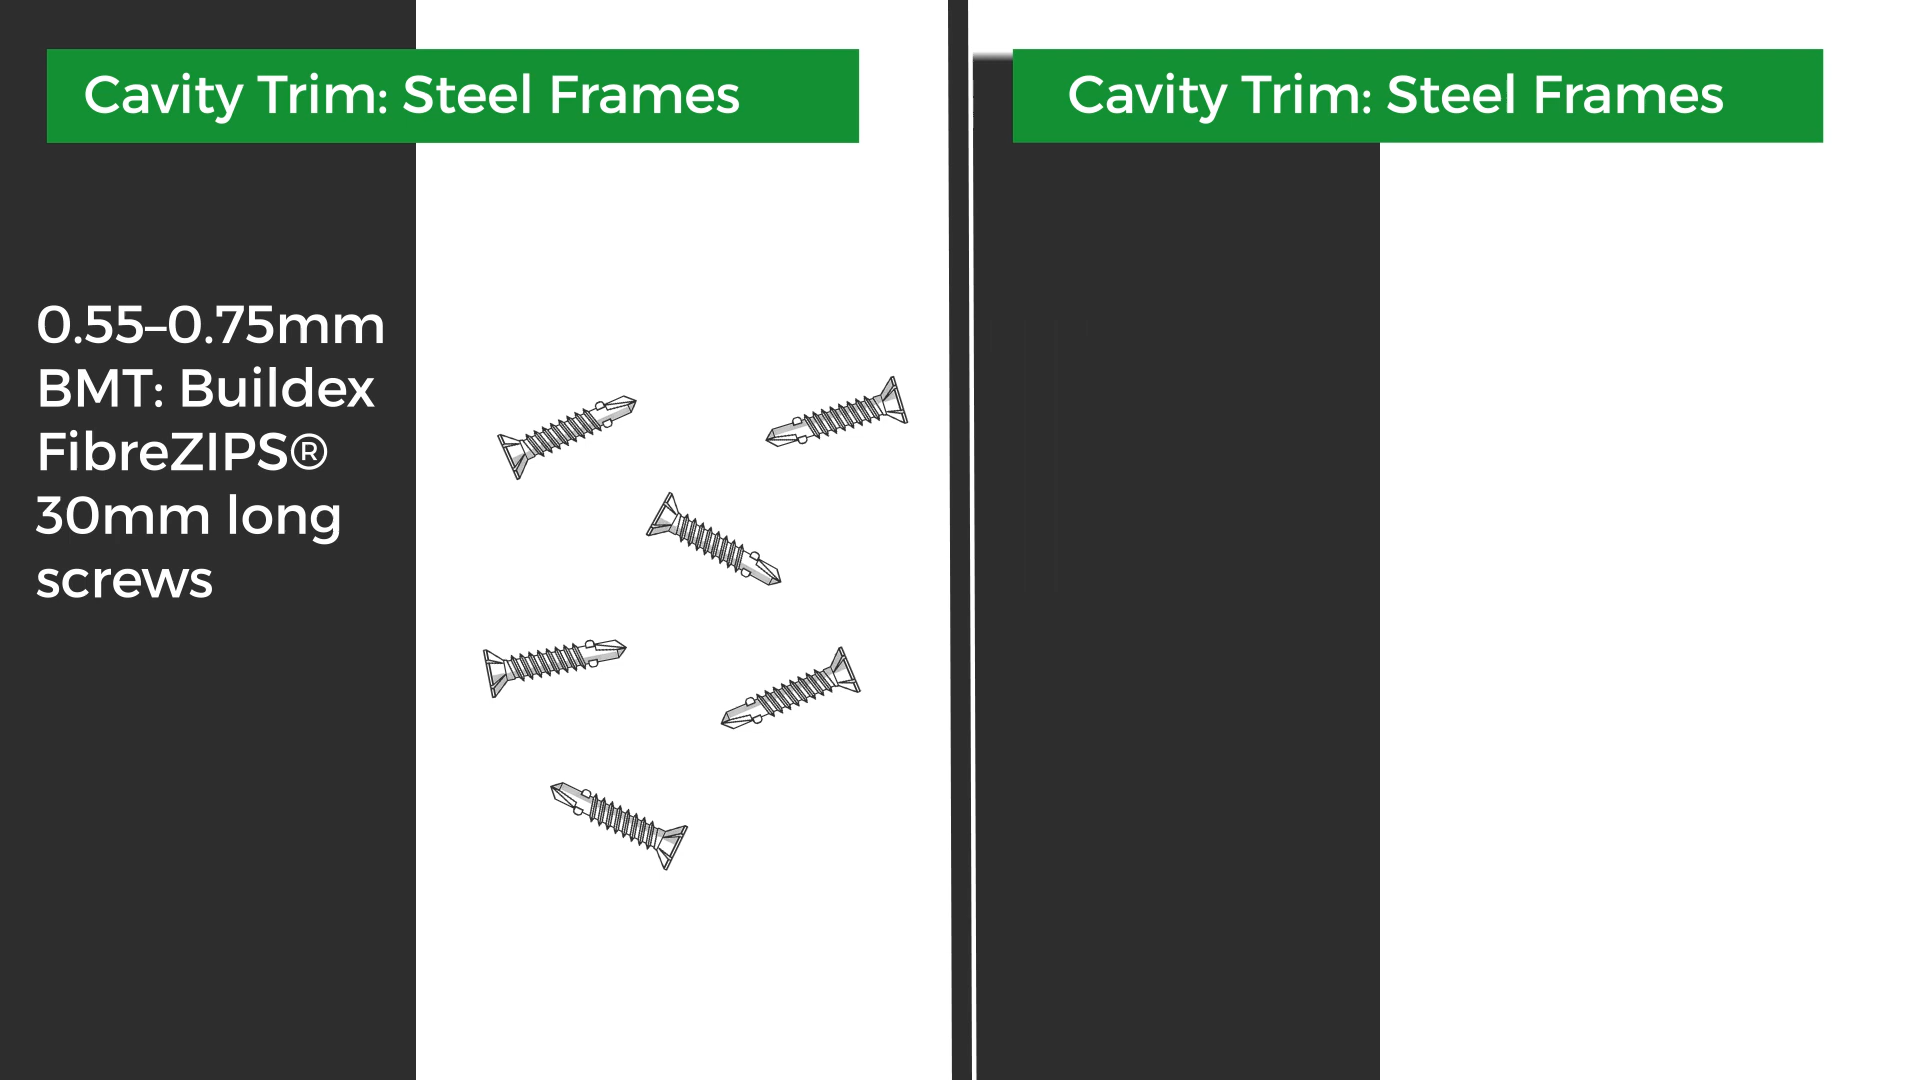 Cavity Trim: Steel Frames
0.55–0.75mm
BMT: Buildex
FibreZIPS®
30mm long
screws
Cavity Trim: Steel Frames